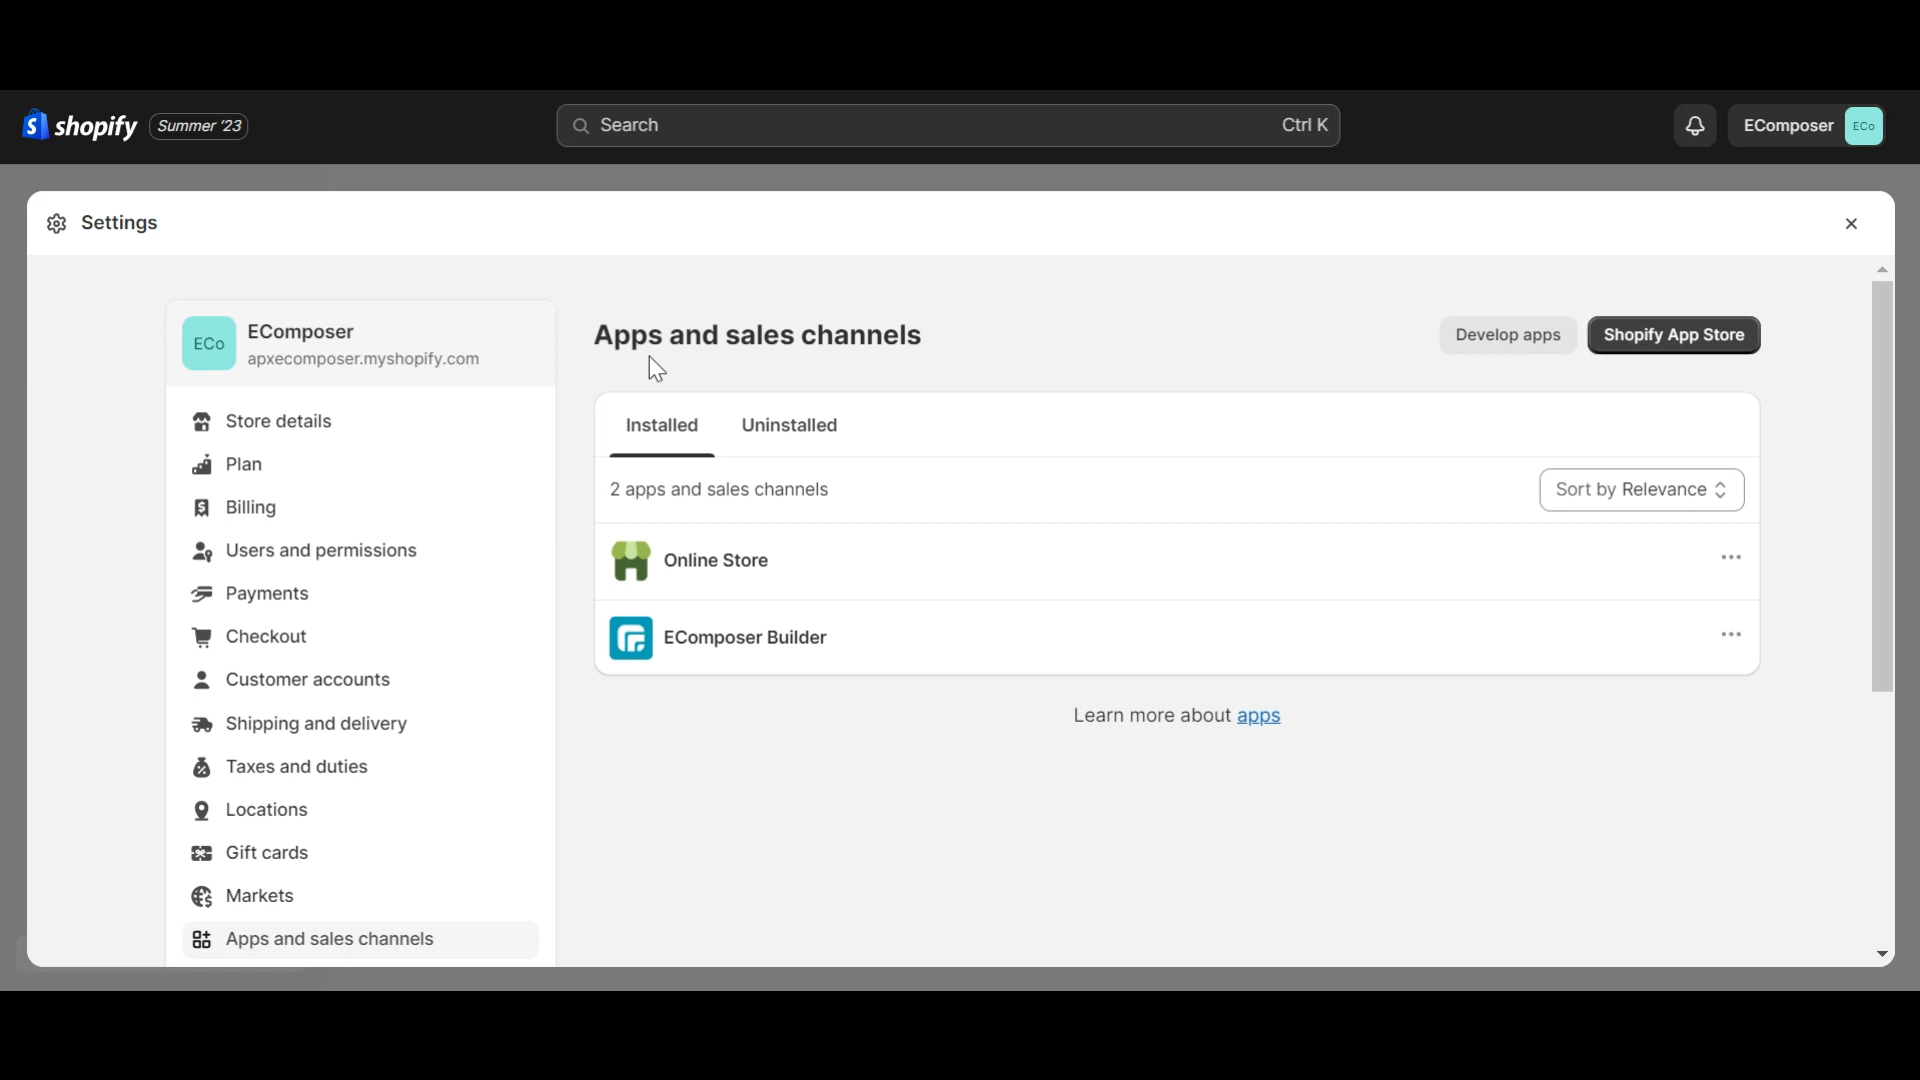 shopify Summer '23
Search Ctrl K
EComposer ECo
Settings
ECo EComposer
apxecomposer.myshopify.com
Store details
Plan
Billing
Users and permissions
Payments
Checkout
Customer accounts
Shipping and delivery
Taxes and duties
Locations
Gift cards
Markets
Apps and sales channels
Apps and sales channels
Develop apps Shopify App Store
Installed Uninstalled
2 apps and sales channels Sort by Relevance
Online Store
EComposer Builder
Learn more about apps